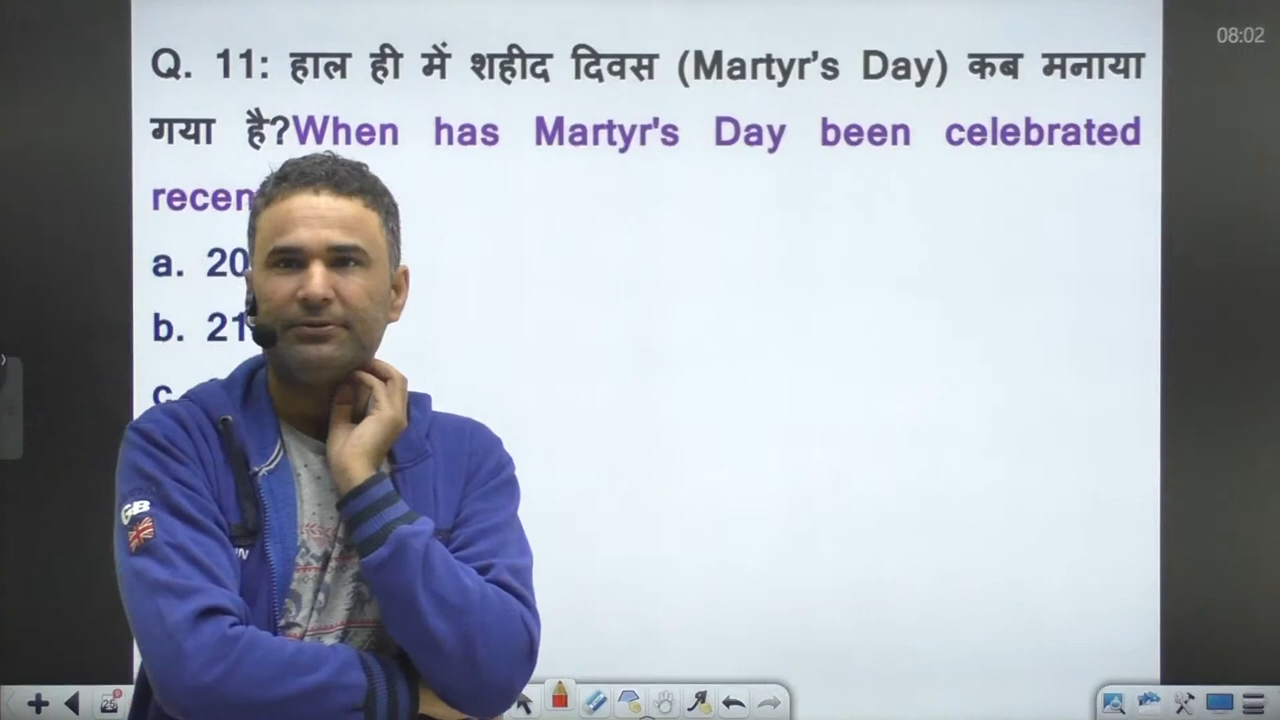 08:02
Q. 11: हाल ही में शहीद दिवस (Martyr's Day) कब मनाया
गया है?When has Martyr's Day been celebrated
a. 20
b. 21
c.
GB
25